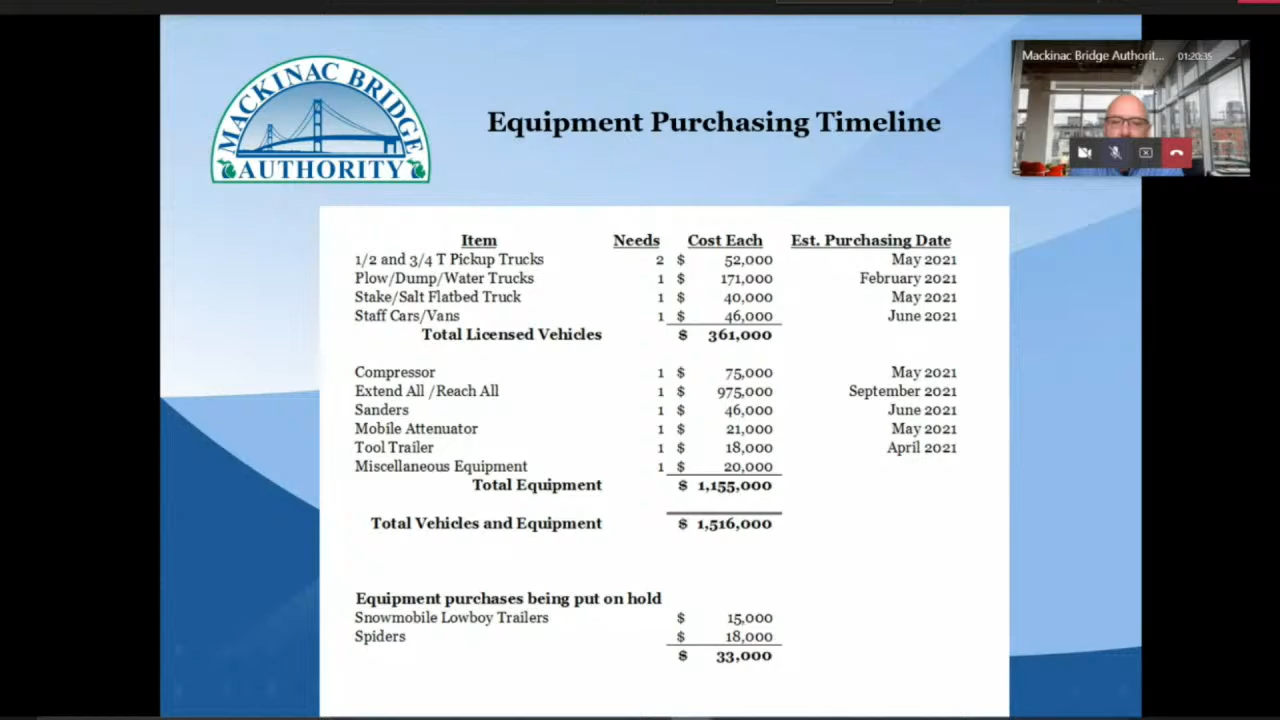 MACKINAC BRIDGE
AUTHORITY
Equipment Purchasing Timeline
Mackinac Bridge Authorit... 01:20:35
Item Needs Cost Each Est. Purchasing Date
1/2 and 3/4 T Pickup Trucks 2 $ 52,000 May 2021
Plow/Dump/Water Trucks 1 $ 171,000 February 2021
Stake/Salt Flatbed Truck 1 $ 40,000 May 2021
Staff Cars/Vans 1 $ 46,000 June 2021
Total Licensed Vehicles $ 361,000
Compressor 1 $ 75,000 May 2021
Extend All /Reach All 1 $ 975,000 September 2021
Sanders 1 $ 46,000 June 2021
Mobile Attenuator 1 $ 21,000 May 2021
Tool Trailer 1 $ 18,000 April 2021
Miscellaneous Equipment 1 $ 20,000
Total Equipment $ 1,155,000
Total Vehicles and Equipment $ 1,516,000
Equipment purchases being put on hold
Snowmobile Lowboy Trailers $ 15,000
Spiders $ 18,000
$ 33,000